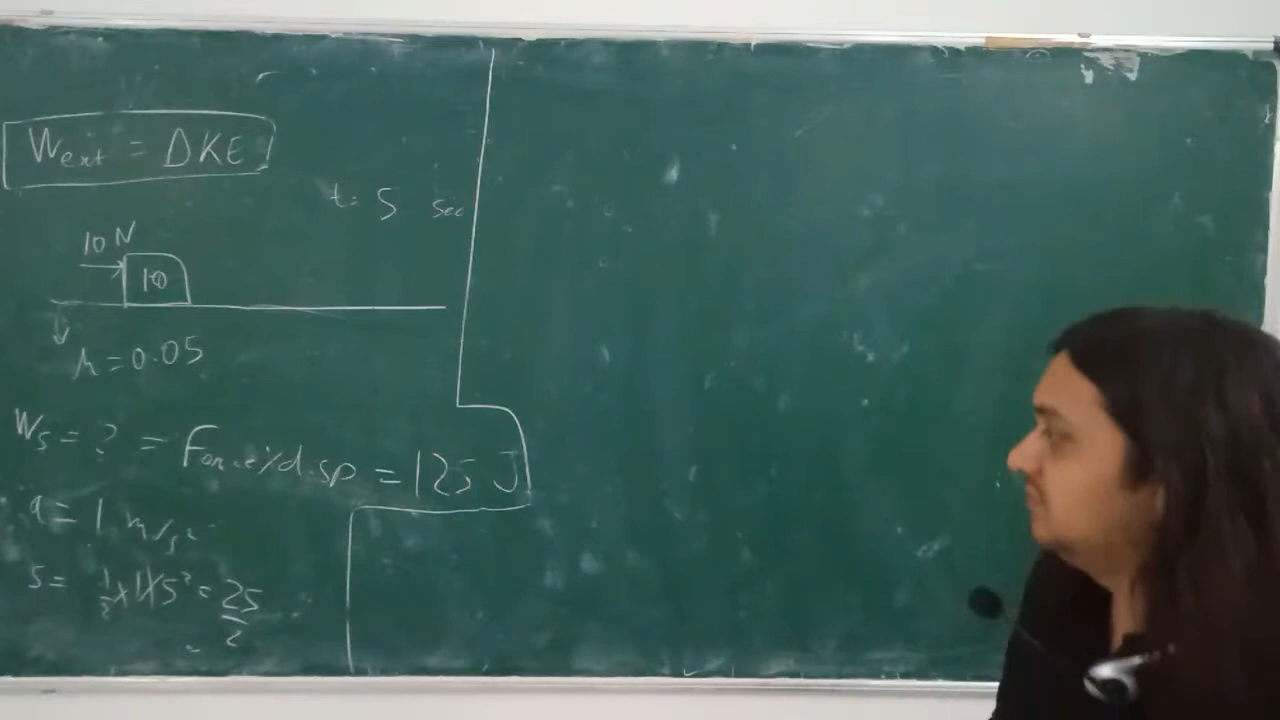 Wext = ΔKE
t = 5 sec
10 N
10
μ = 0.05
W5 = ? = Force x disp = 125 J
a = 1 m/s²
s = 1/2 x 1 x 5² = 25/2